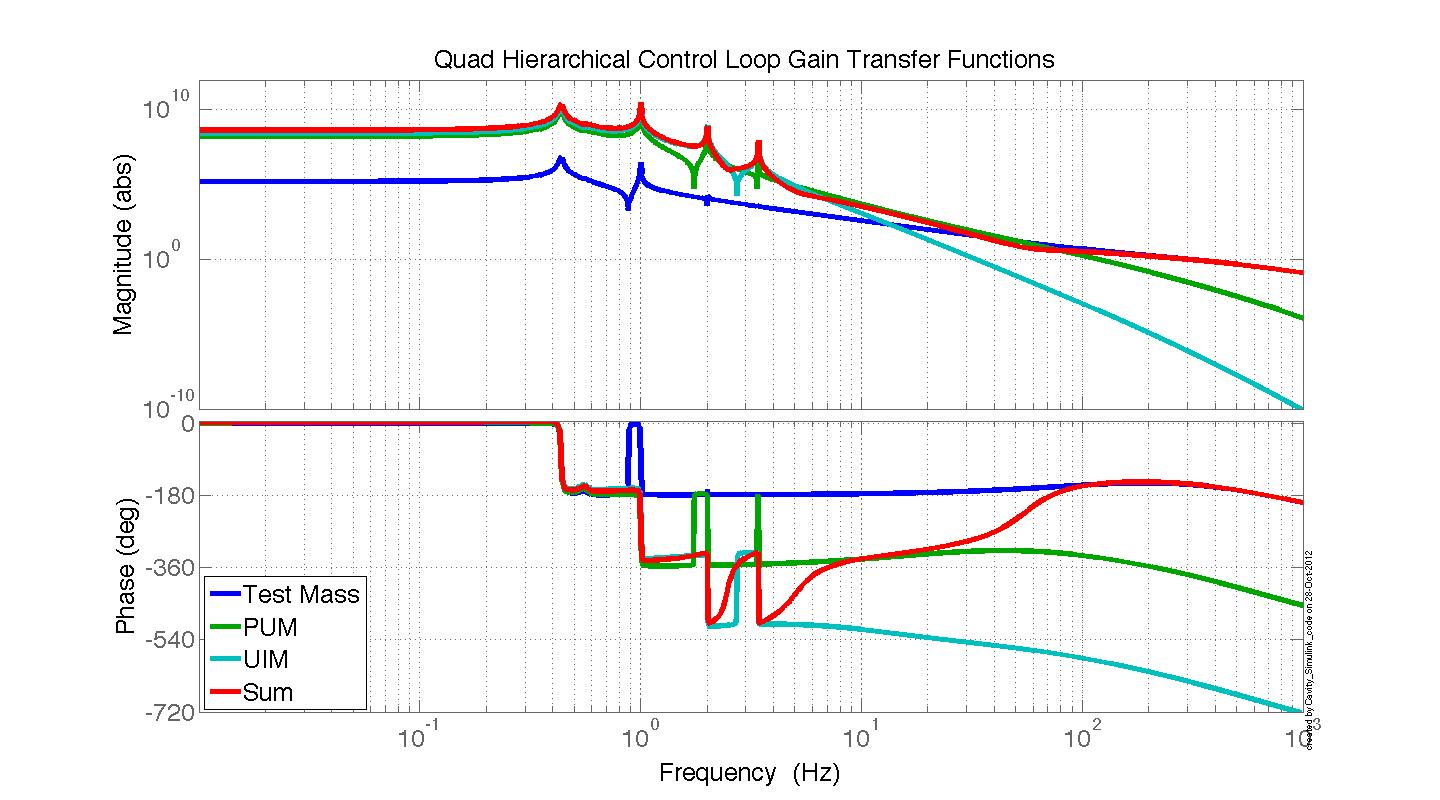 Quad Hierarchical Control Loop Gain Transfer Functions
Magnitude (abs)
10^10
10^0
10^-10
Phase (deg)
0
-180
-360
-540
-720
Test Mass
PUM
UIM
Sum
10^-1
10^0
10^1
10^2
10^3
Frequency (Hz)
created by Cavity_Simulink_code on 28-Oct-2012